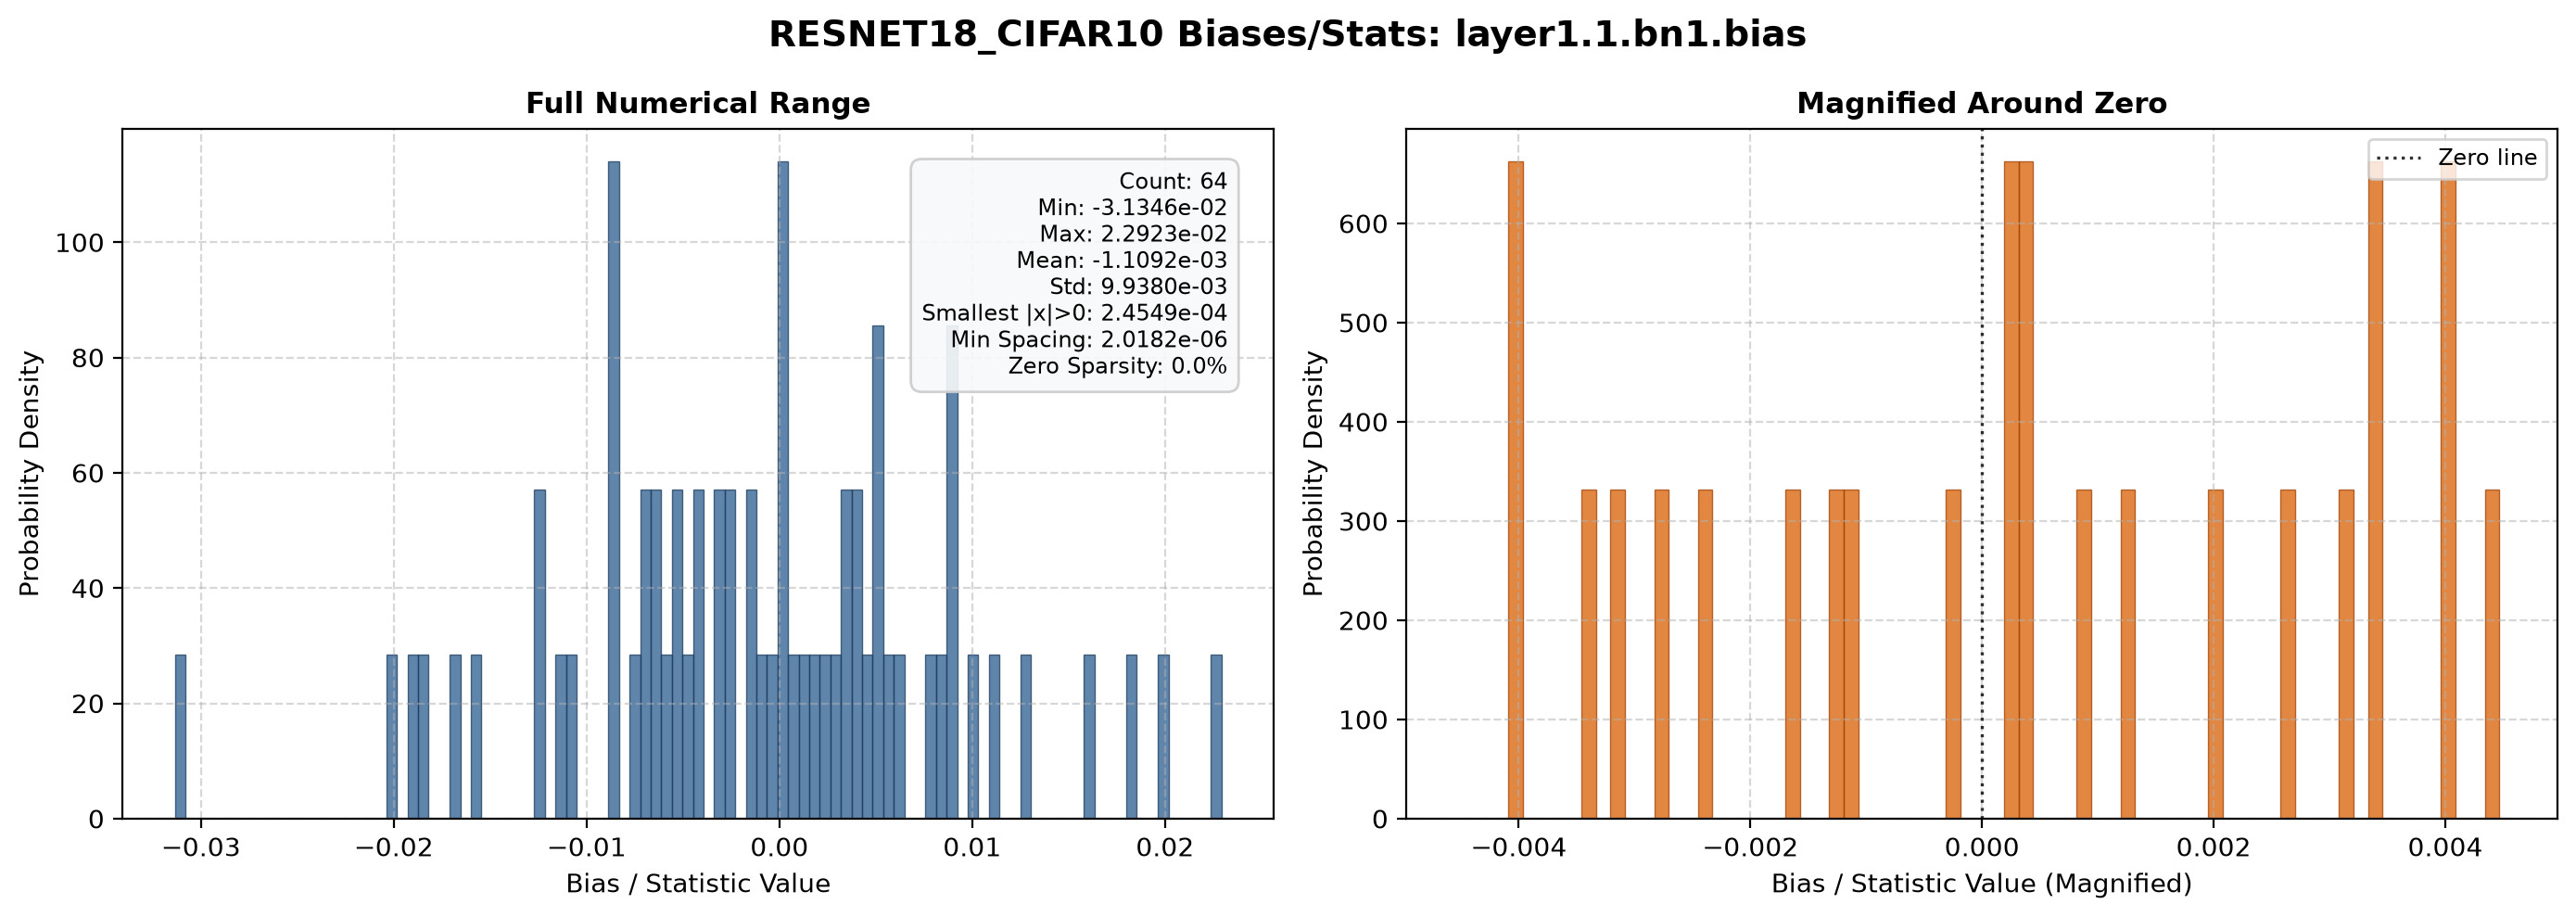 RESNET18_CIFAR10 Biases/Stats: layer1.1.bn1.bias
Full Numerical Range
Probability Density
100
80
60
40
20
0
Count: 64
Min: -3.1346e-02
Max: 2.2923e-02
Mean: -1.1092e-03
Std: 9.9380e-03
Smallest |x|>0: 2.4549e-04
Min Spacing: 2.0182e-06
Zero Sparsity: 0.0%
−0.03 −0.02 −0.01 0.00 0.01 0.02
Bias / Statistic Value
Magnified Around Zero
Zero line
Probability Density
600
500
400
300
200
100
0
−0.004 −0.002 0.000 0.002 0.004
Bias / Statistic Value (Magnified)